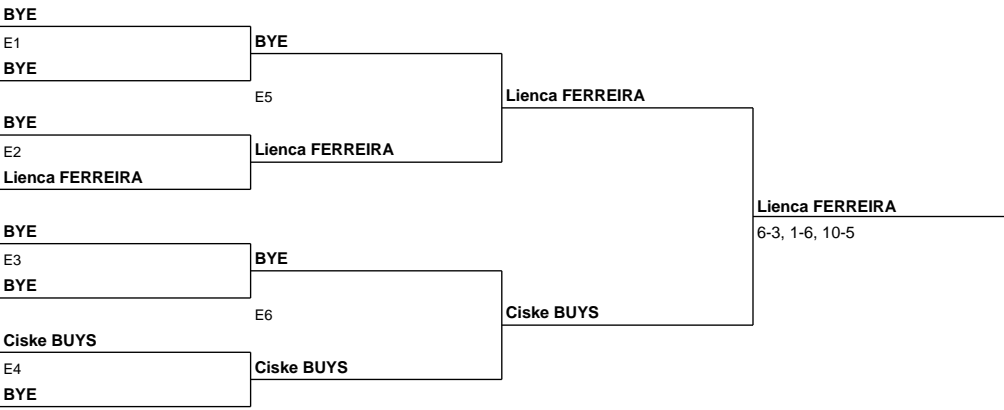 BYE
E1
BYE
BYE
E5
Lienca FERREIRA
BYE
E2
Lienca FERREIRA
Lienca FERREIRA
Lienca FERREIRA
6-3, 1-6, 10-5
BYE
E3
BYE
BYE
E6
Ciske BUYS
Ciske BUYS
E4
Ciske BUYS
BYE